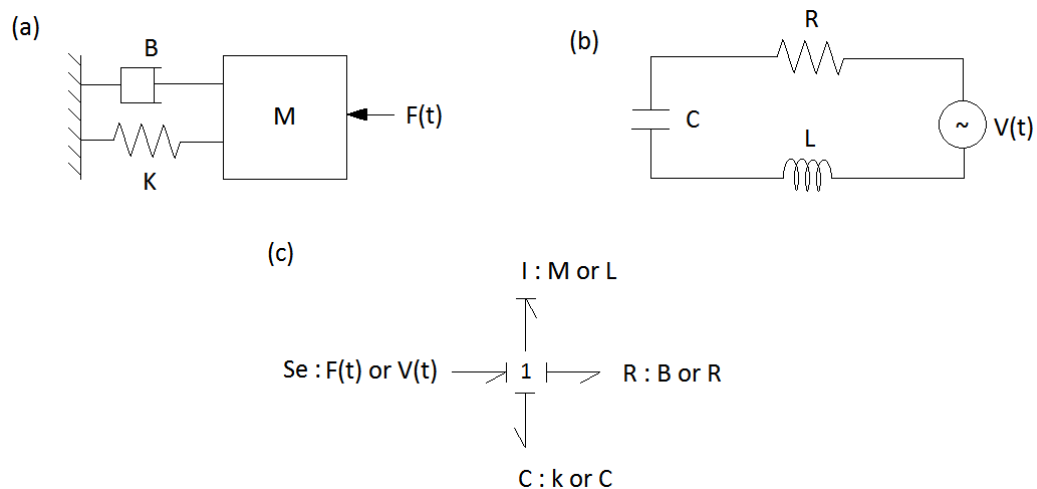 (a)
B
M
F(t)
K
(b)
R
C
~
V(t)
L
(c)
I : M or L
Se : F(t) or V(t)
1
R : B or R
C : k or C